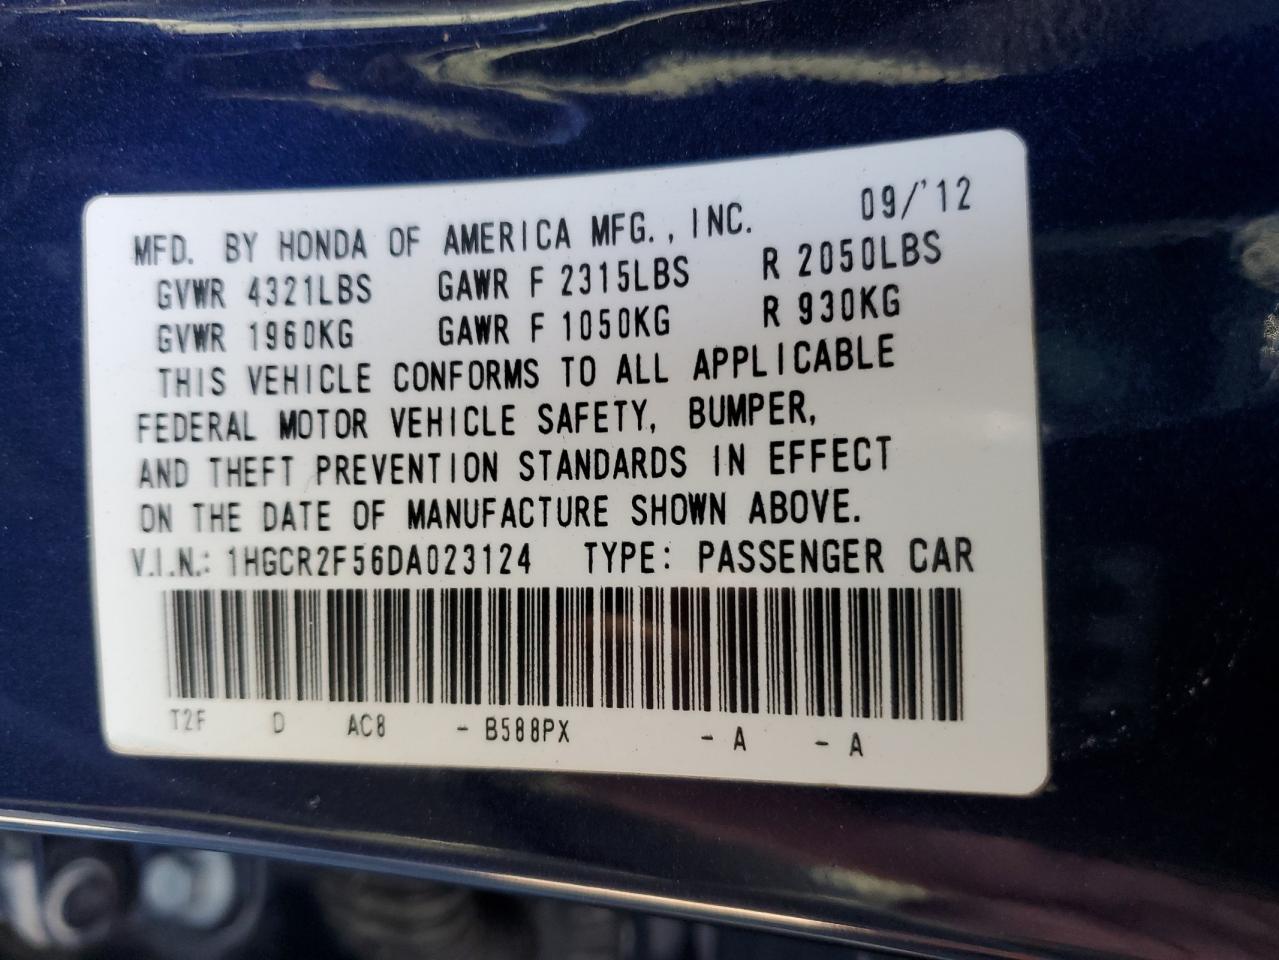 MFD. BY HONDA OF AMERICA MFG., INC. 09/'12
GVWR 4321LBS GAWR F 2315LBS R 2050LBS
GVWR 1960KG GAWR F 1050KG R 930KG
THIS VEHICLE CONFORMS TO ALL APPLICABLE
FEDERAL MOTOR VEHICLE SAFETY, BUMPER,
AND THEFT PREVENTION STANDARDS IN EFFECT
ON THE DATE OF MANUFACTURE SHOWN ABOVE.
V.I.N.: 1HGCR2F56DA023124 TYPE: PASSENGER CAR
T2F D AC8 - B588PX - A - A